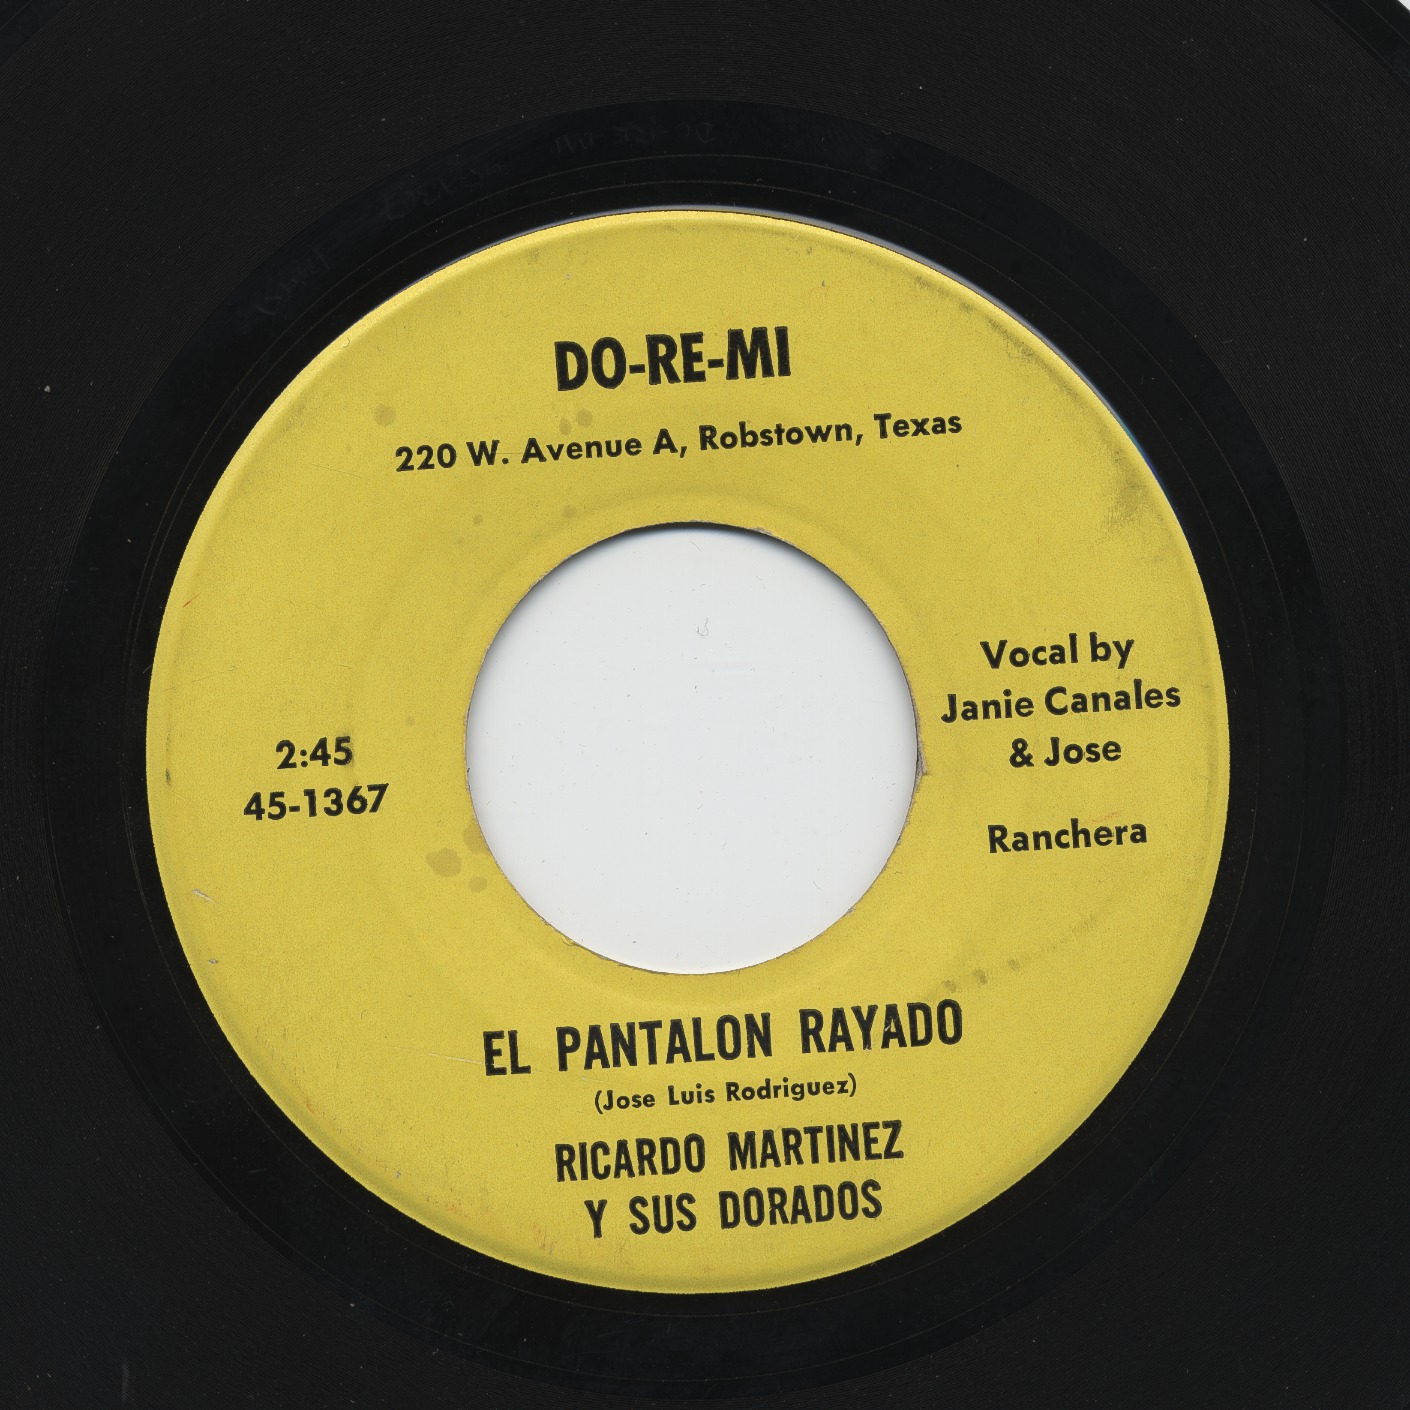 DO-RE-MI
220 W. Avenue A, Robstown, Texas
2:45
45-1367
Vocal by
Janie Canales
& Jose
Ranchera
EL PANTALON RAYADO
(Jose Luis Rodriguez)
RICARDO MARTINEZ
Y SUS DORADOS